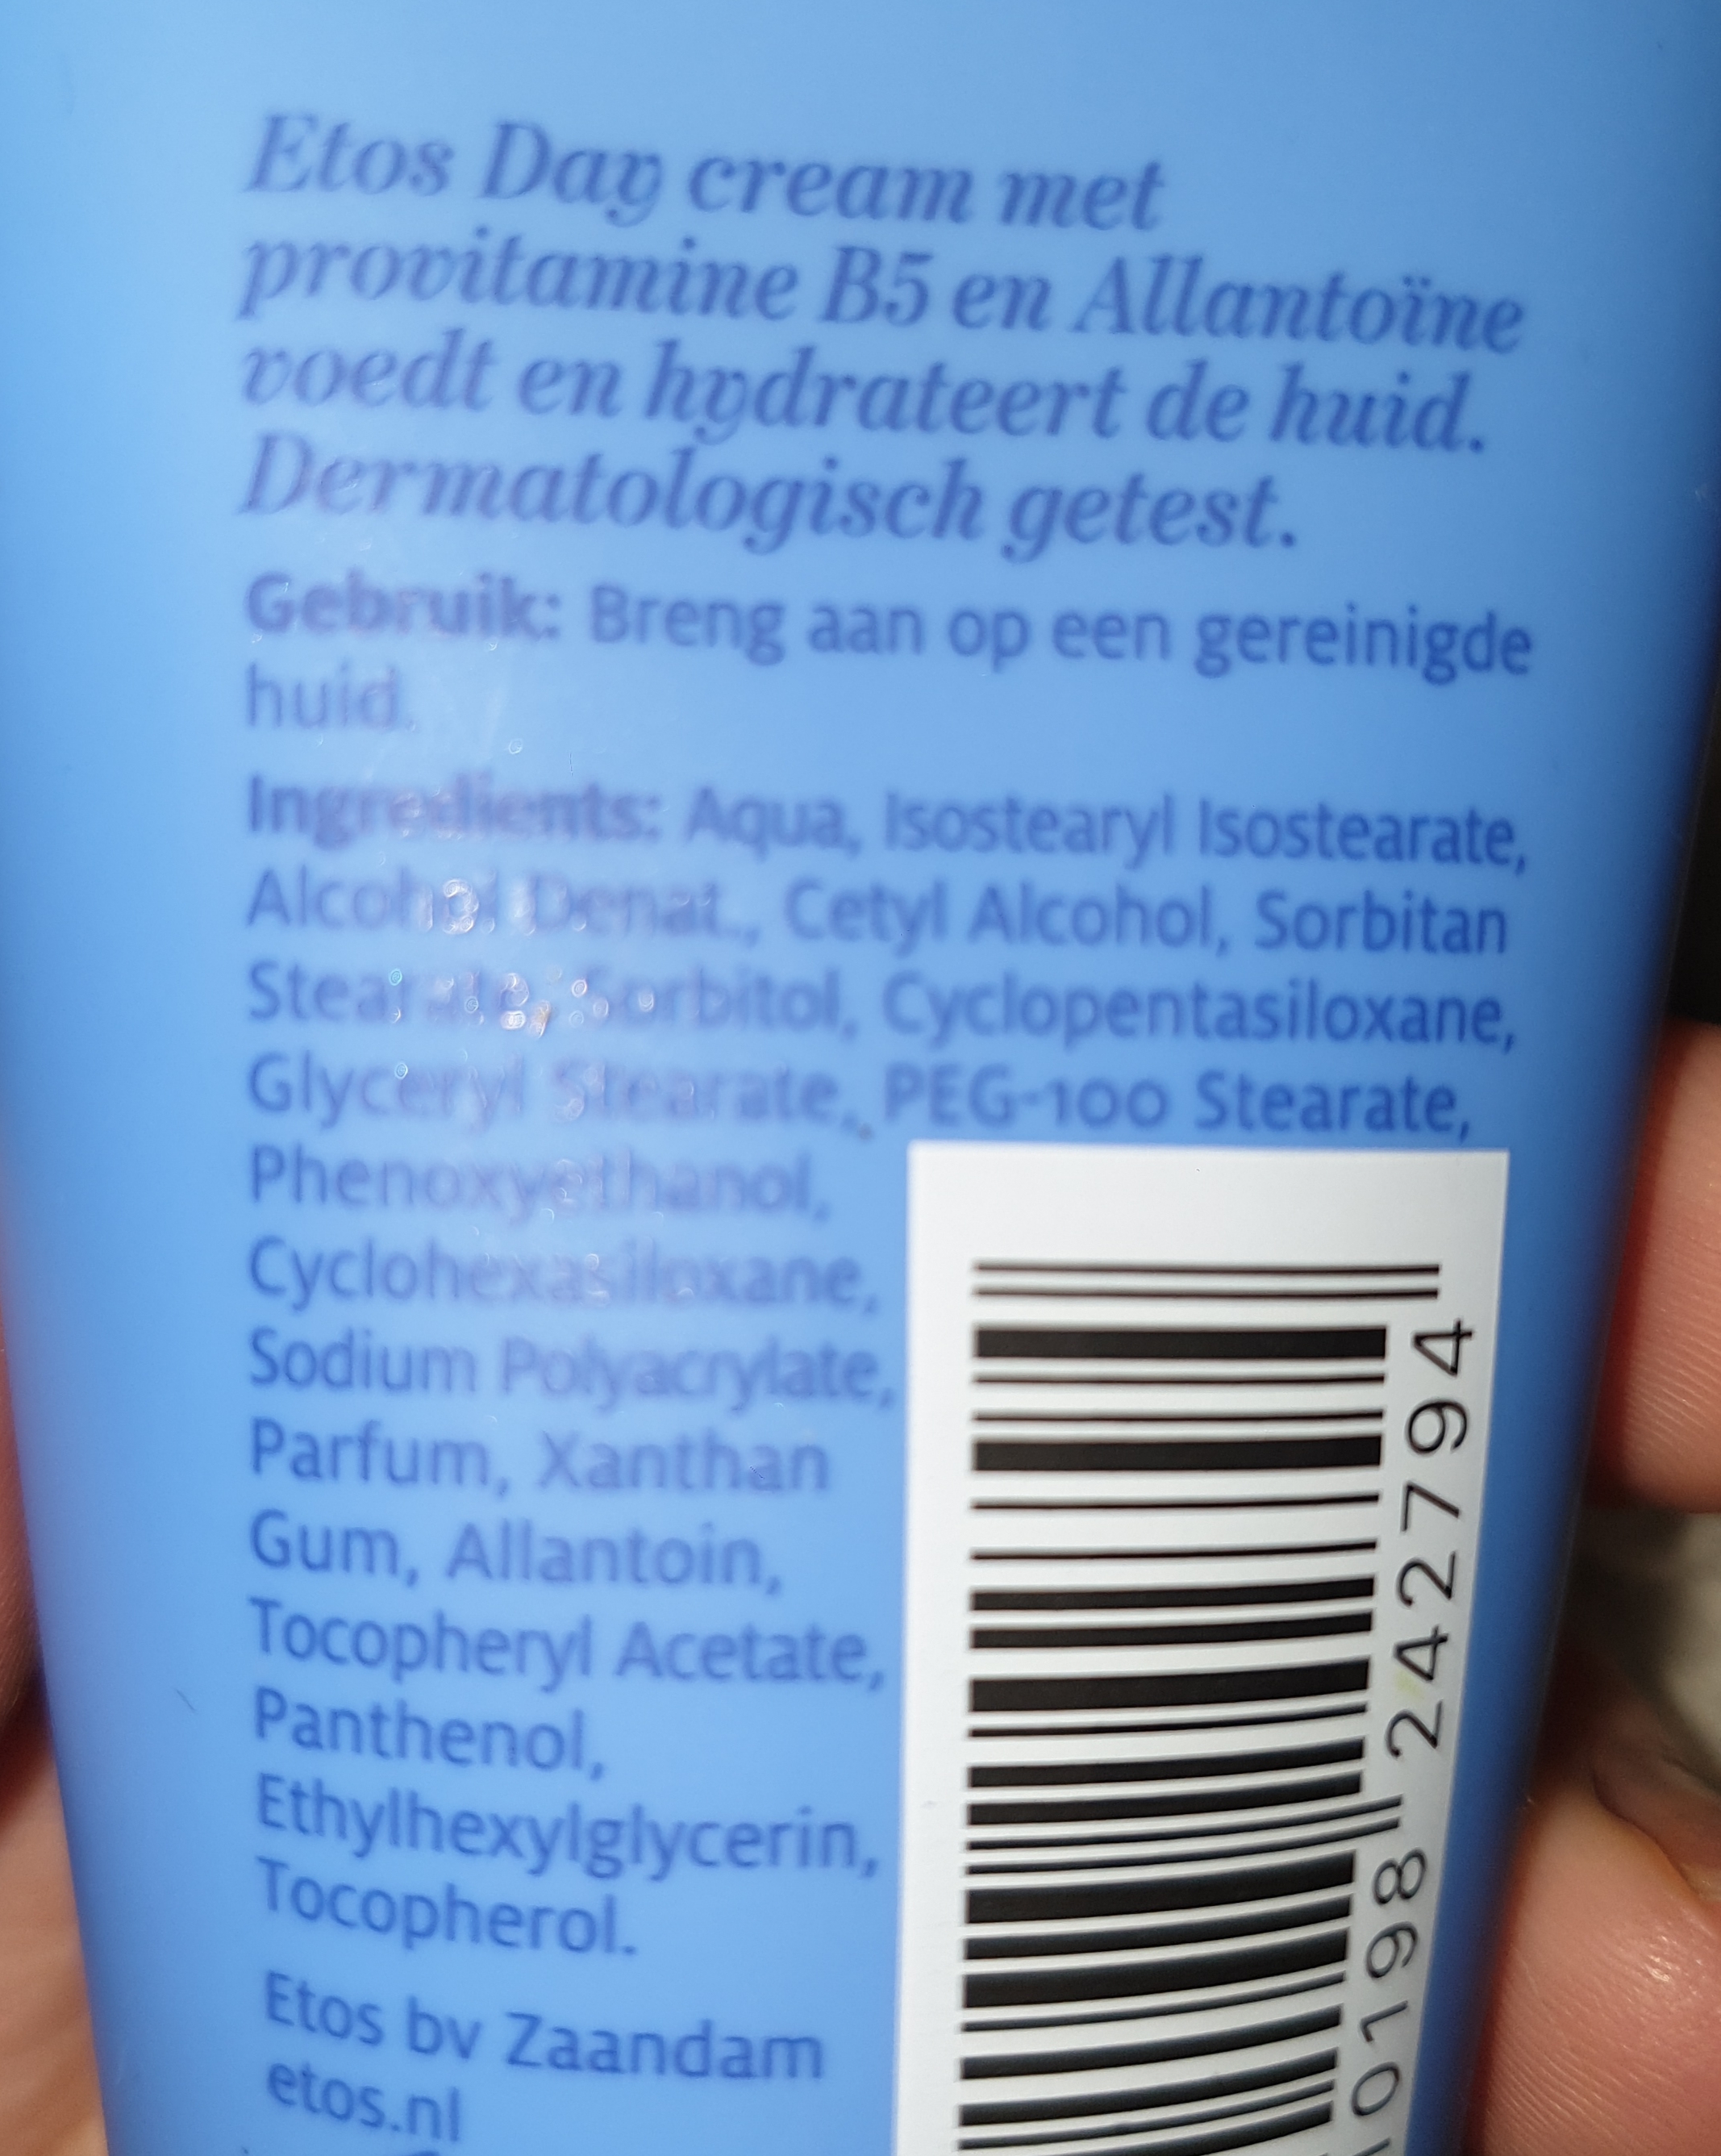 Etos Day cream met
provitamine B5 en Allantoïne
voedt en hydrateert de huid.
Dermatologisch getest.
Gebruik: Breng aan op een gereinigde
huid.
Ingredients: Aqua, Isostearyl Isostearate,
Alcohol Denat., Cetyl Alcohol, Sorbitan
Stearate, Sorbitol, Cyclopentasiloxane,
Glyceryl Stearate, PEG-100 Stearate,
Phenoxyethanol,
Cyclohexasiloxane,
Sodium Polyacrylate,
Parfum, Xanthan
Gum, Allantoin,
Tocopheryl Acetate,
Panthenol,
Ethylhexylglycerin,
Tocopherol.
Etos bv Zaandam
etos.nl
0198 242794